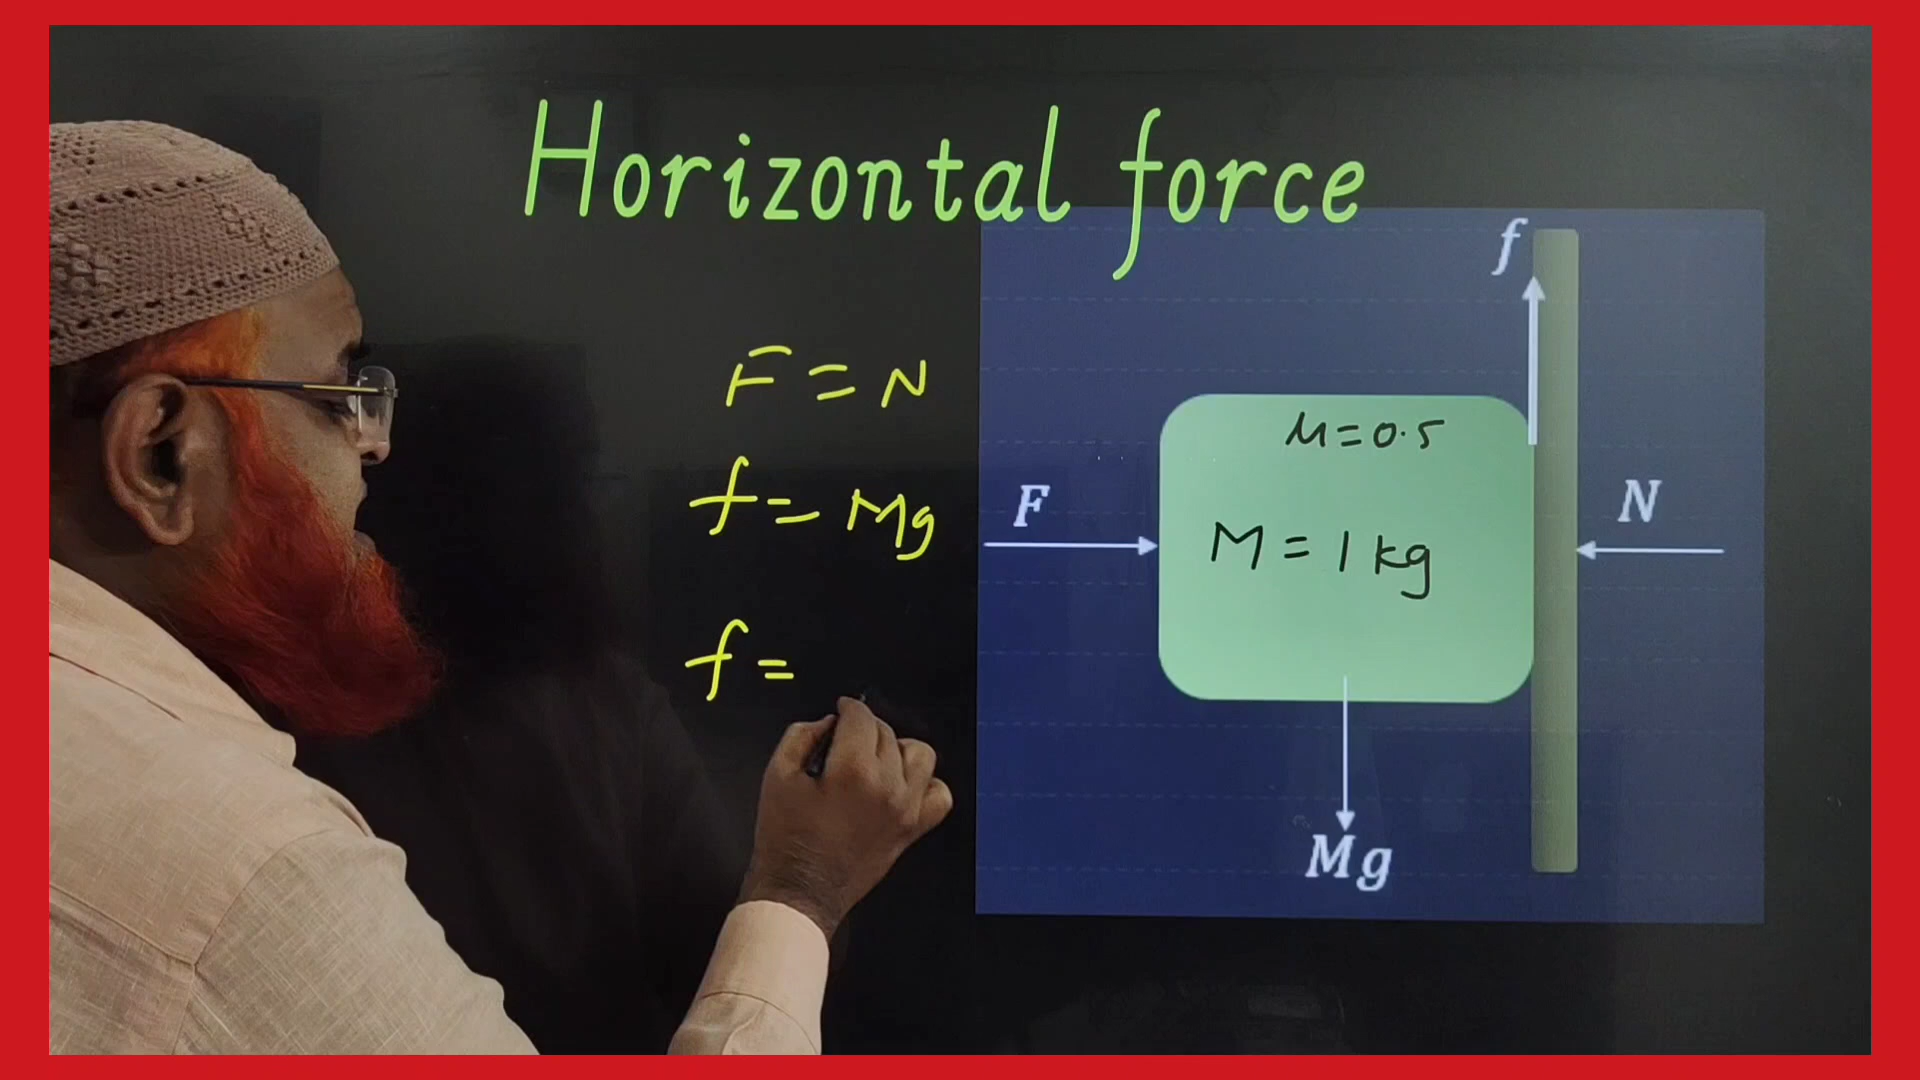 Horizontal force
F = N
f = Mg
f =
f
μ = 0.5
M = 1 kg
F
N
Mg